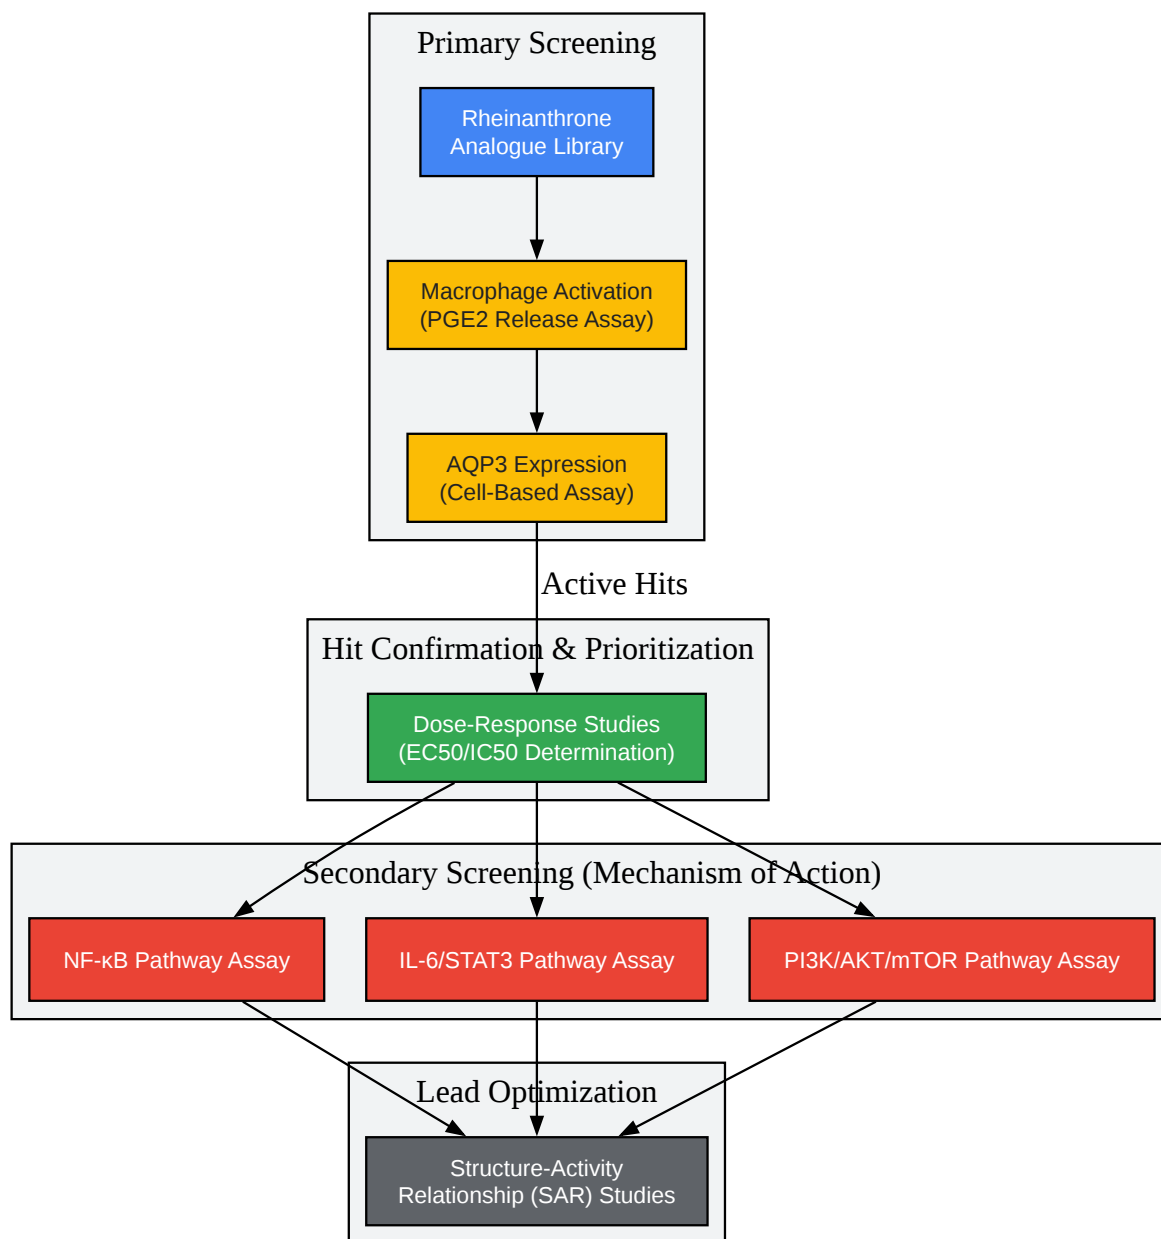 Primary Screening
Rheinanthrone
Analogue Library
Macrophage Activation
(PGE2 Release Assay)
AQP3 Expression
(Cell-Based Assay)
Active Hits
Hit Confirmation & Prioritization
Dose-Response Studies
(EC50/IC50 Determination)
Secondary Screening (Mechanism of Action)
NF-κB Pathway Assay
IL-6/STAT3 Pathway Assay
PI3K/AKT/mTOR Pathway Assay
Lead Optimization
Structure-Activity
Relationship (SAR) Studies